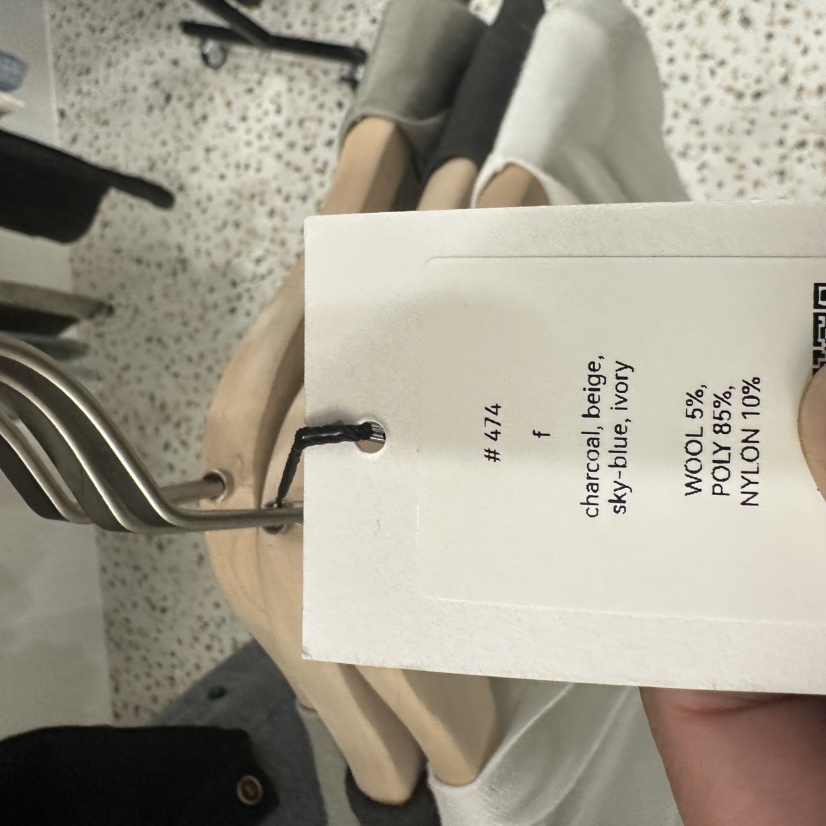 # 474
f
charcoal, beige,
sky-blue, ivory
WOOL 5%,
POLY 85%,
NYLON 10%